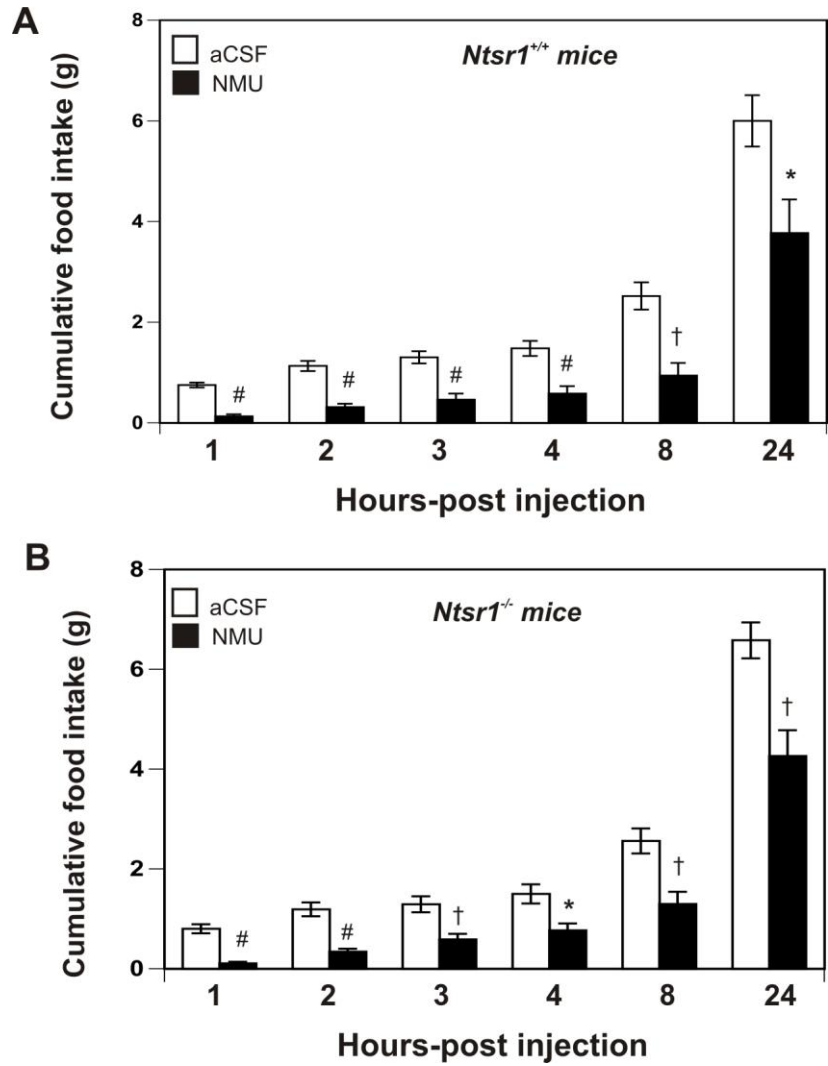 A
Cumulative food intake (g)
8
6
4
2
0
aCSF
NMU
Ntsr1+/+ mice
# # # # † *
1 2 3 4 8 24
Hours-post injection
B
Cumulative food intake (g)
8
6
4
2
0
aCSF
NMU
Ntsr1-/- mice
# # † * † †
1 2 3 4 8 24
Hours-post injection